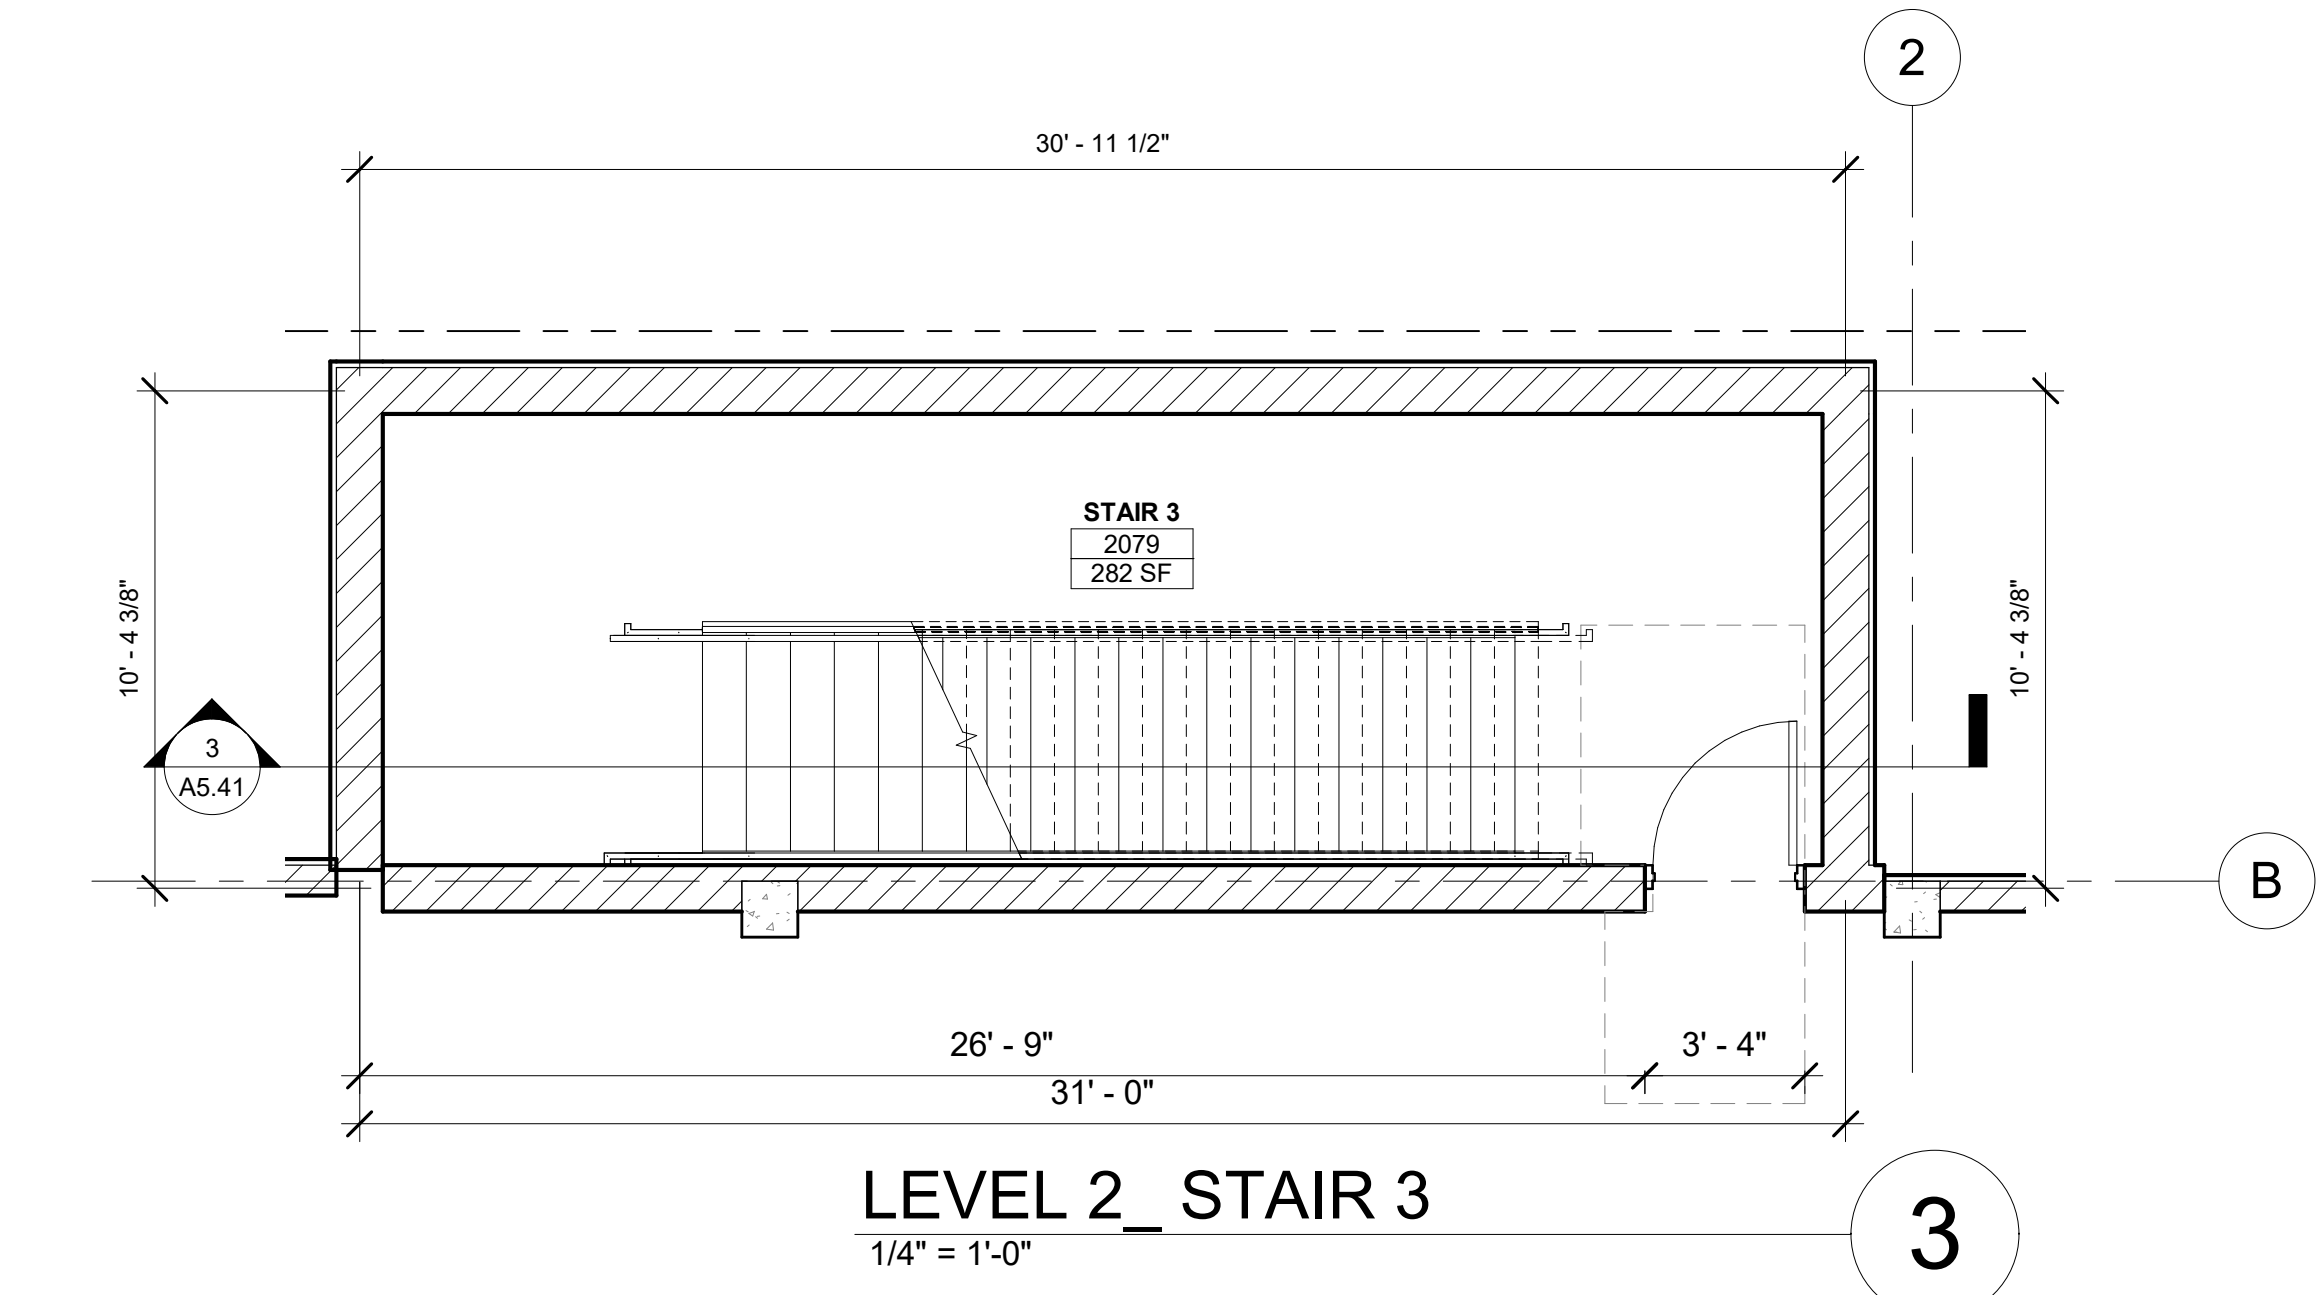 2
30' - 11 1/2"
STAIR 3
2079
282 SF
10' - 4 3/8"
10' - 4 3/8"
3
A5.41
B
26' - 9"
3' - 4"
31' - 0"
LEVEL 2_ STAIR 3
1/4" = 1'-0"
3